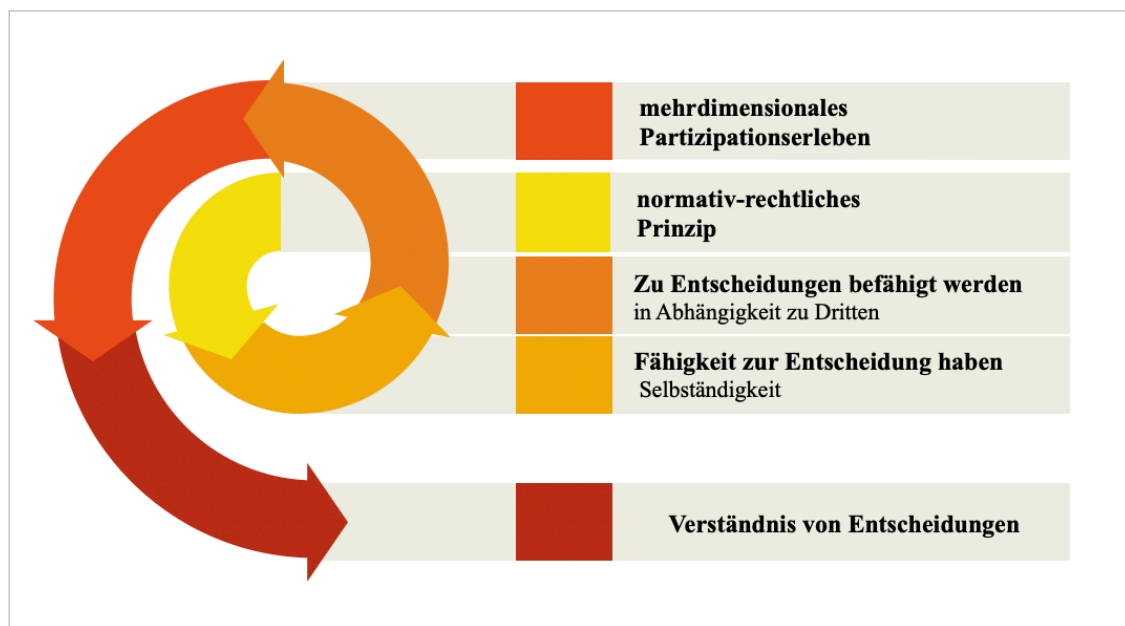 mehrdimensionales
Partizipationserleben
normativ-rechtliches
Prinzip
Zu Entscheidungen befähigt werden
in Abhängigkeit zu Dritten
Fähigkeit zur Entscheidung haben
Selbständigkeit
Verständnis von Entscheidungen